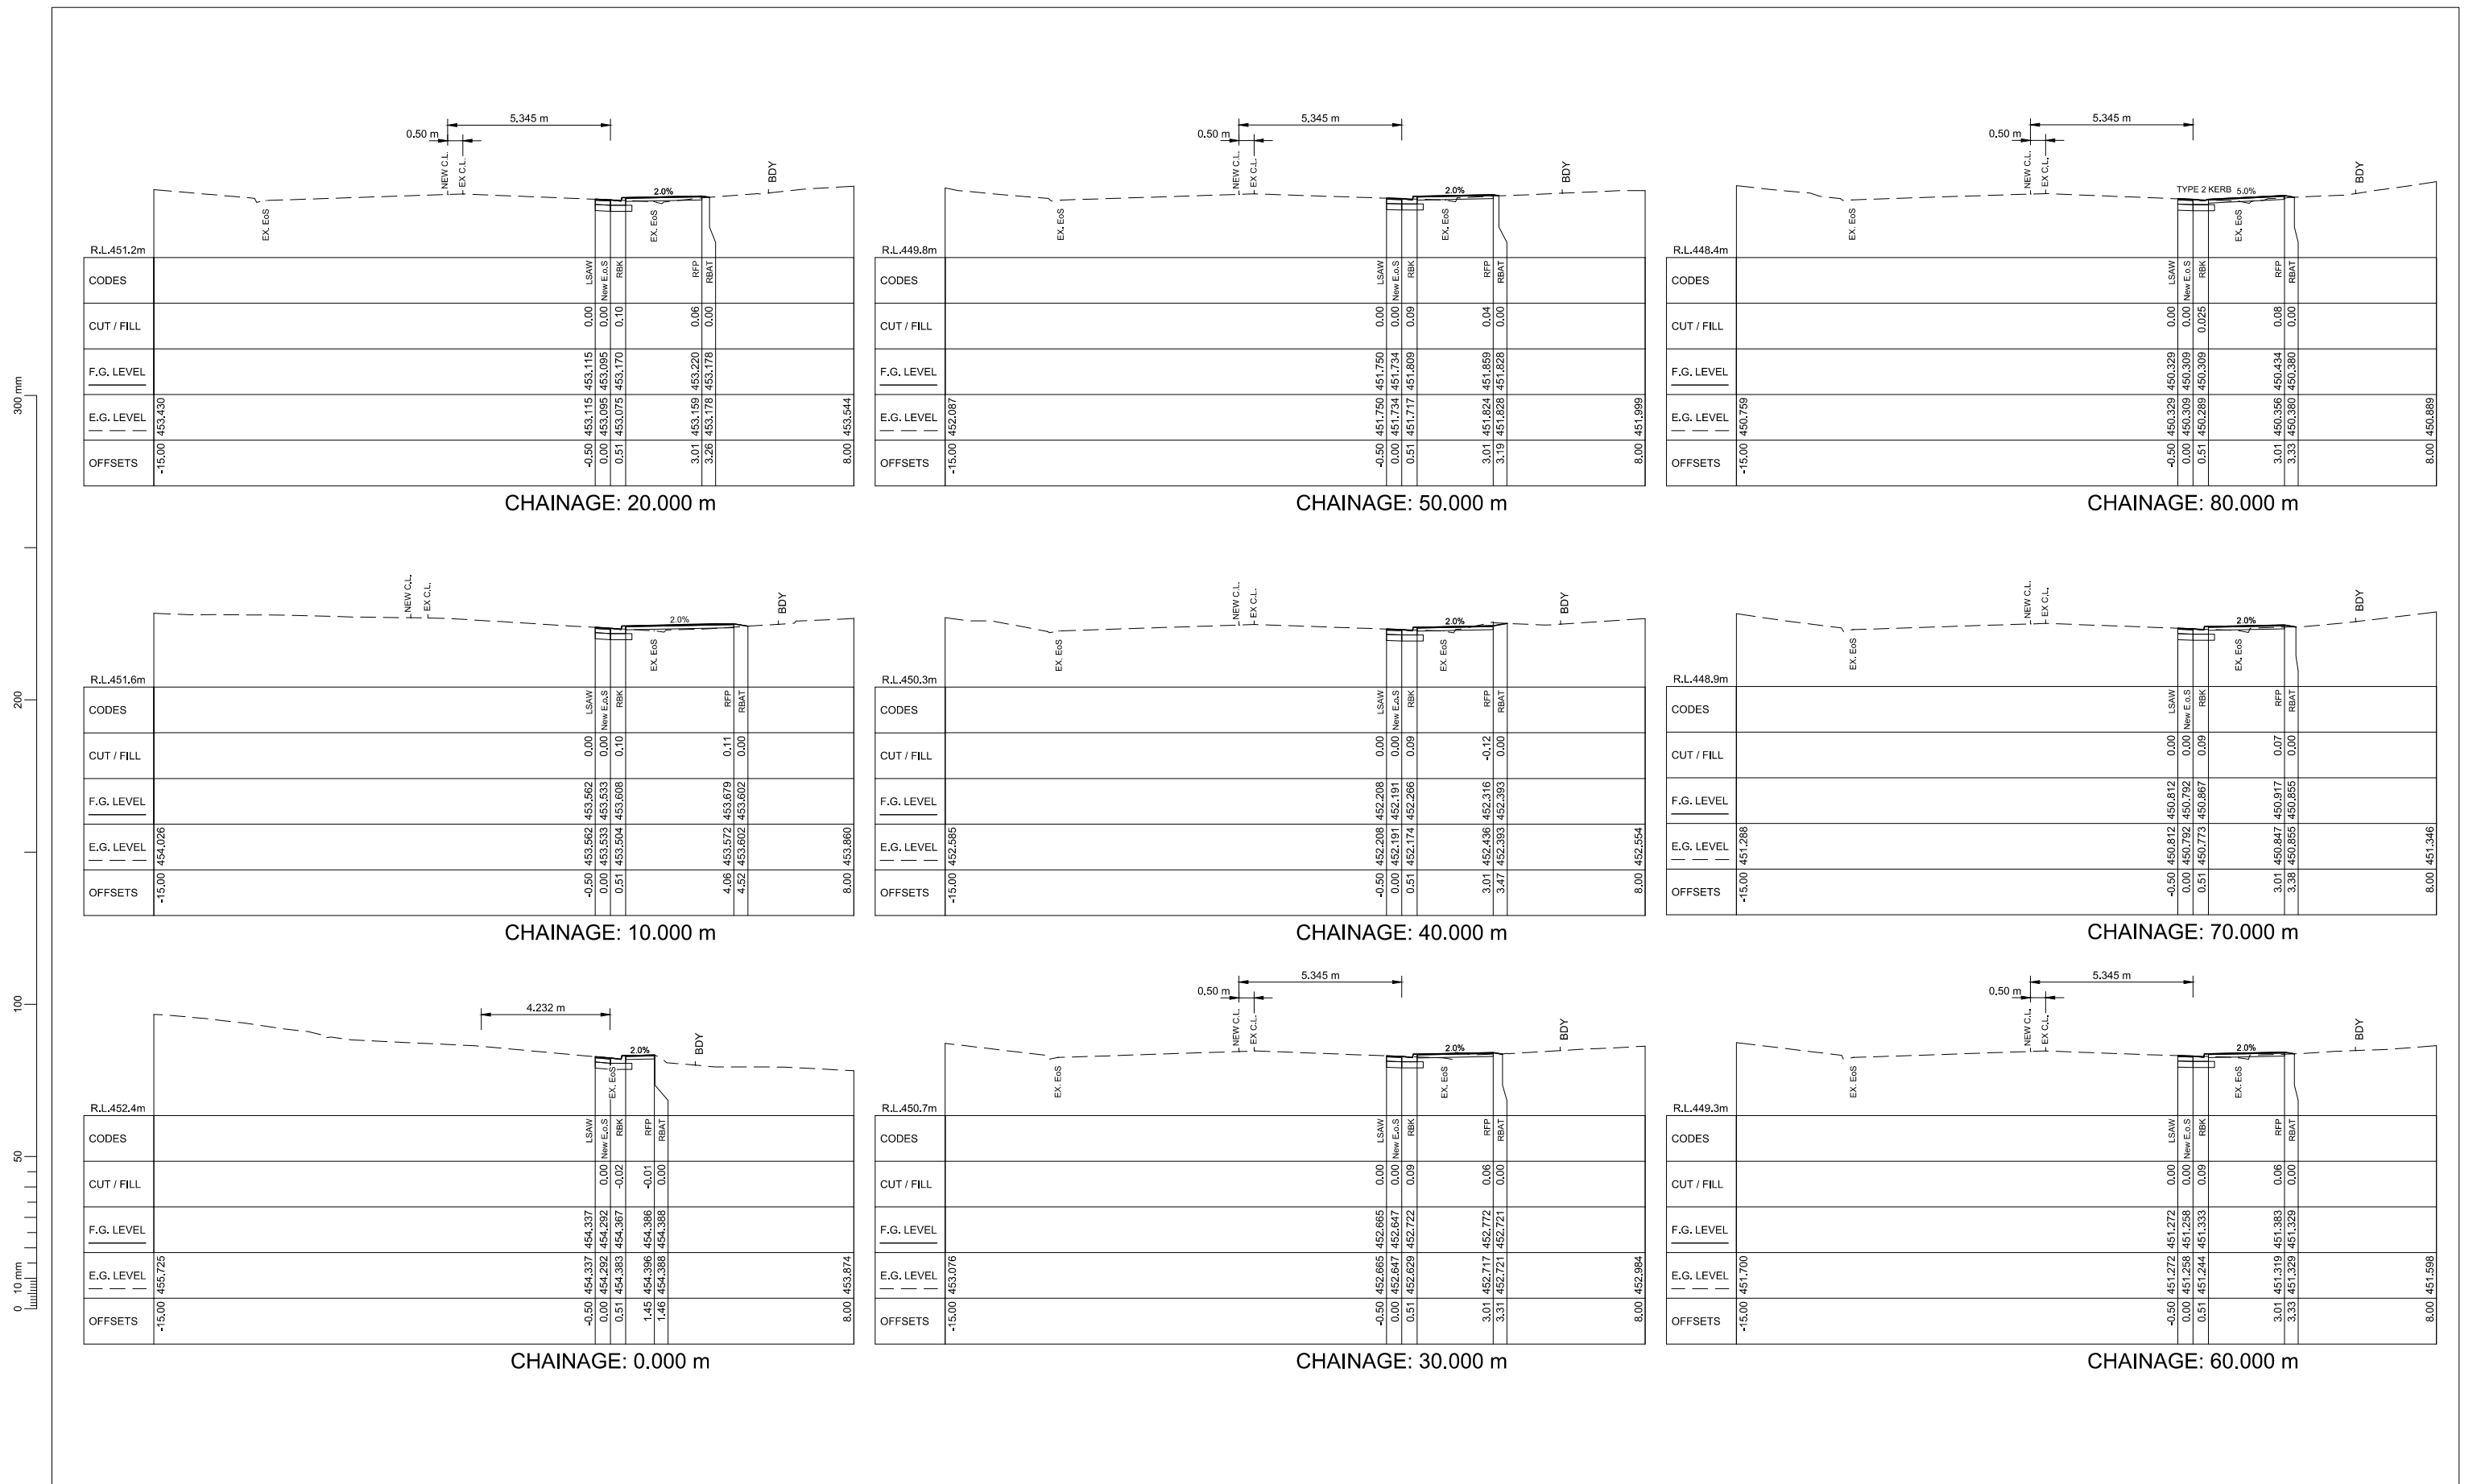 5.345 m
0.50 m
NEW C.L.
EX C.L.
BDY
2.0%
EX. EoS
EX. EoS
R.L.451.2m
CODES LSAW New E.o.S RBK RFP RBAT
CUT / FILL 0.00 0.00 0.10 0.06 0.00
F.G. LEVEL 453.115 453.095 453.170 453.220 453.178
E.G. LEVEL 453.430 453.115 453.095 453.075 453.159 453.178 453.544
OFFSETS -15.00 -0.50 0.00 0.51 3.01 3.26 8.00
CHAINAGE: 20.000 m
5.345 m
0.50 m
NEW C.L.
EX C.L.
BDY
2.0%
EX. EoS
EX. EoS
R.L.449.8m
CODES LSAW New E.o.S RBK RFP RBAT
CUT / FILL 0.00 0.00 0.09 0.04 0.00
F.G. LEVEL 451.750 451.734 451.809 451.859 451.828
E.G. LEVEL 452.087 451.750 451.734 451.717 451.824 451.828 451.999
OFFSETS -15.00 -0.50 0.00 0.51 3.01 3.19 8.00
CHAINAGE: 50.000 m
5.345 m
0.50 m
NEW C.L.
EX C.L.
BDY
TYPE 2 KERB 5.0%
EX. EoS
EX. EoS
R.L.448.4m
CODES LSAW New E.o.S RBK RFP RBAT
CUT / FILL 0.00 0.00 0.025 0.08 0.00
F.G. LEVEL 450.329 450.309 450.309 450.434 450.380
E.G. LEVEL 450.759 450.329 450.309 450.289 450.356 450.380 450.889
OFFSETS -15.00 -0.50 0.00 0.51 3.01 3.33 8.00
CHAINAGE: 80.000 m
NEW C.L.
EX C.L.
BDY
2.0%
EX. EoS
R.L.451.6m
CODES LSAW New E.o.S RBK RFP RBAT
CUT / FILL 0.00 0.00 0.10 0.11 0.00
F.G. LEVEL 453.562 453.533 453.608 453.679 453.602
E.G. LEVEL 454.026 453.562 453.533 453.504 453.572 453.602 453.860
OFFSETS -15.00 -0.50 0.00 0.51 4.06 4.52 8.00
CHAINAGE: 10.000 m
NEW C.L.
EX C.L.
BDY
2.0%
EX. EoS
EX. EoS
R.L.450.3m
CODES LSAW New E.o.S RBK RFP RBAT
CUT / FILL 0.00 0.00 0.09 -0.12 0.00
F.G. LEVEL 452.208 452.191 452.266 452.316 452.393
E.G. LEVEL 452.585 452.208 452.191 452.174 452.436 452.393 452.554
OFFSETS -15.00 -0.50 0.00 0.51 3.01 3.47 8.00
CHAINAGE: 40.000 m
NEW C.L.
EX C.L.
BDY
2.0%
EX. EoS
EX. EoS
R.L.448.9m
CODES LSAW New E.o.S RBK RFP RBAT
CUT / FILL 0.00 0.00 0.09 0.07 0.00
F.G. LEVEL 450.812 450.792 450.867 450.917 450.855
E.G. LEVEL 451.288 450.812 450.792 450.773 450.847 450.855 451.346
OFFSETS -15.00 -0.50 0.00 0.51 3.01 3.38 8.00
CHAINAGE: 70.000 m
4.232 m
BDY
2.0%
EX. EoS
R.L.452.4m
CODES LSAW New E.o.S RBK RFP RBAT
CUT / FILL 0.00 -0.02 -0.01 0.00
F.G. LEVEL 454.337 454.292 454.367 454.386 454.388
E.G. LEVEL 455.725 454.337 454.292 454.383 454.396 454.388 453.874
OFFSETS -15.00 -0.50 0.00 0.51 1.45 1.46 8.00
CHAINAGE: 0.000 m
5.345 m
0.50 m
NEW C.L.
EX C.L.
BDY
2.0%
EX. EoS
EX. EoS
R.L.450.7m
CODES LSAW New E.o.S RBK RFP RBAT
CUT / FILL 0.00 0.00 0.09 0.06 0.00
F.G. LEVEL 452.665 452.647 452.722 452.772 452.721
E.G. LEVEL 453.076 452.665 452.647 452.629 452.717 452.721 452.984
OFFSETS -15.00 -0.50 0.00 0.51 3.01 3.31 8.00
CHAINAGE: 30.000 m
5.345 m
0.50 m
NEW C.L.
EX C.L.
BDY
2.0%
EX. EoS
EX. EoS
R.L.449.3m
CODES LSAW New E.o.S RBK RFP RBAT
CUT / FILL 0.00 0.00 0.09 0.06 0.00
F.G. LEVEL 451.272 451.258 451.333 451.383 451.329
E.G. LEVEL 451.700 451.272 451.258 451.244 451.319 451.329 451.598
OFFSETS -15.00 -0.50 0.00 0.51 3.01 3.33 8.00
CHAINAGE: 60.000 m
0 10 mm 50 100 200 300 mm